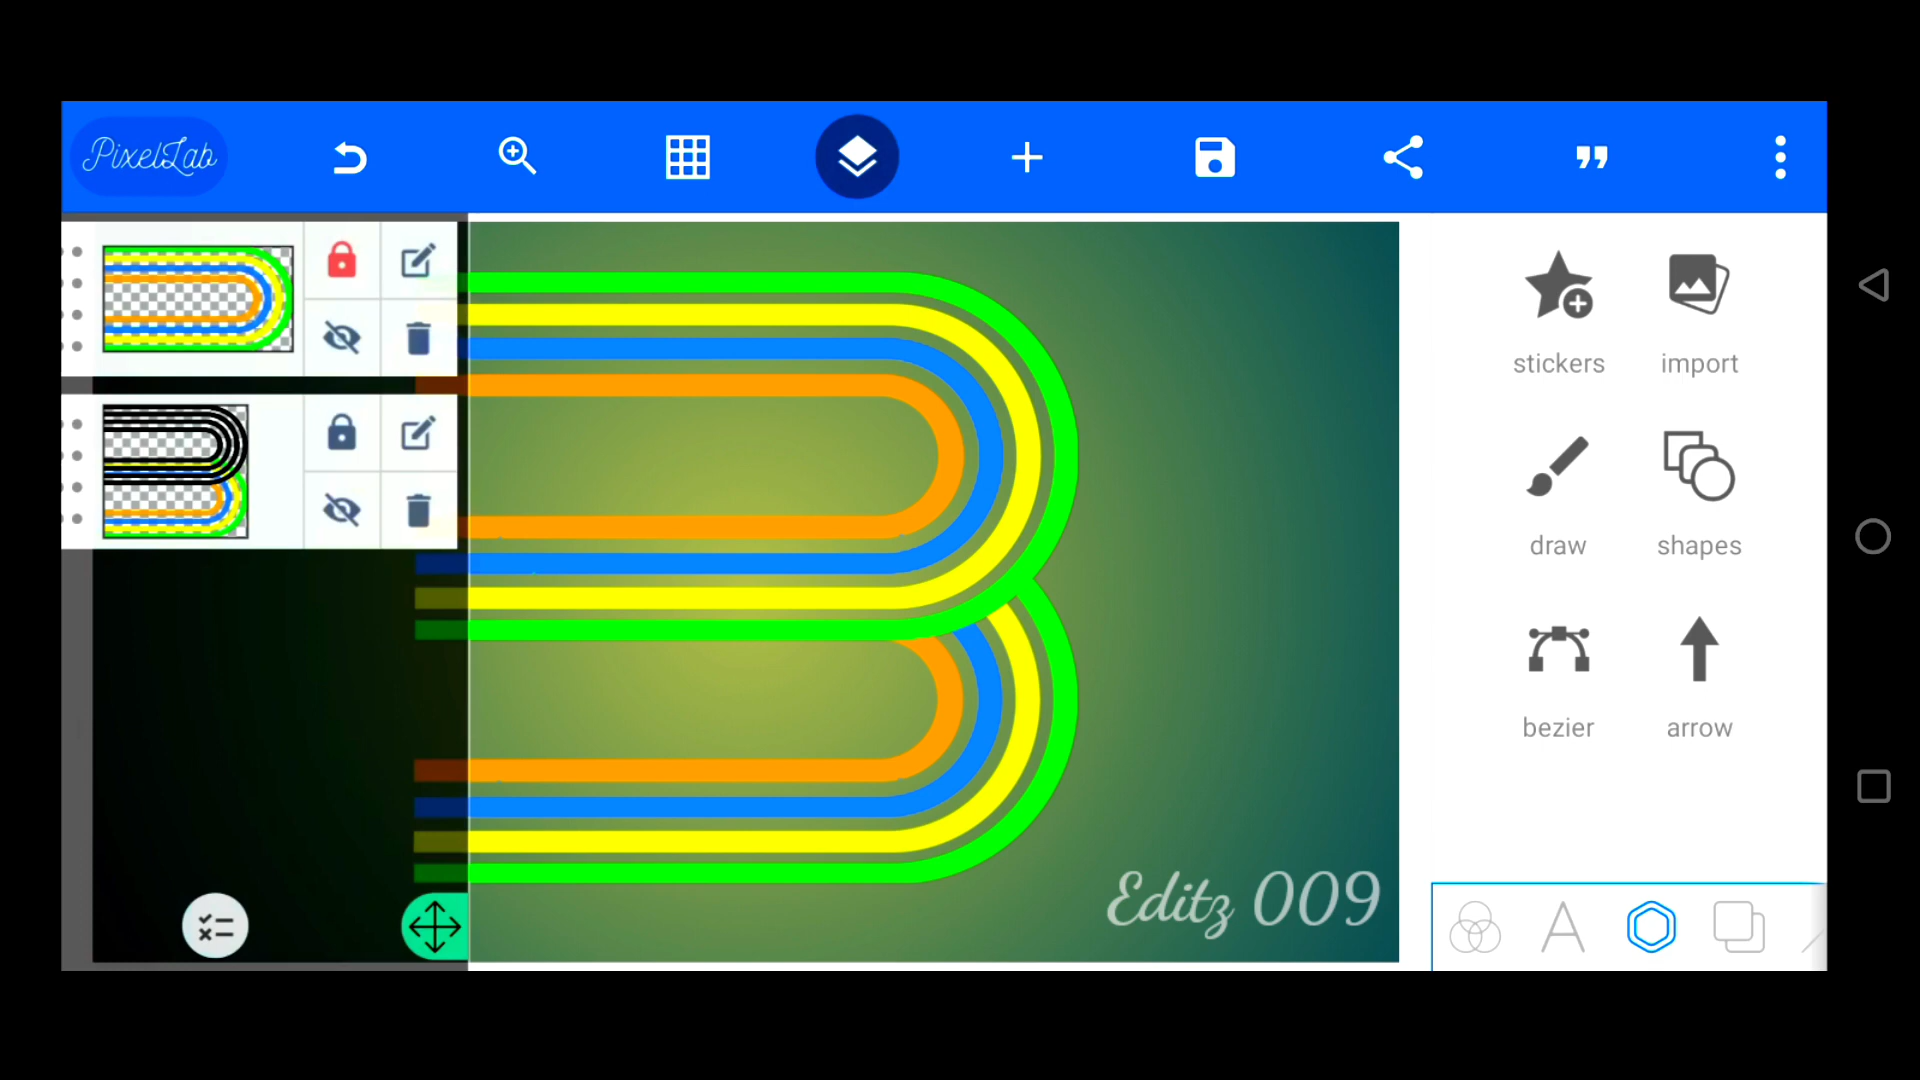 PixelLab
stickers
import
draw
shapes
bezier
arrow
Editz 009